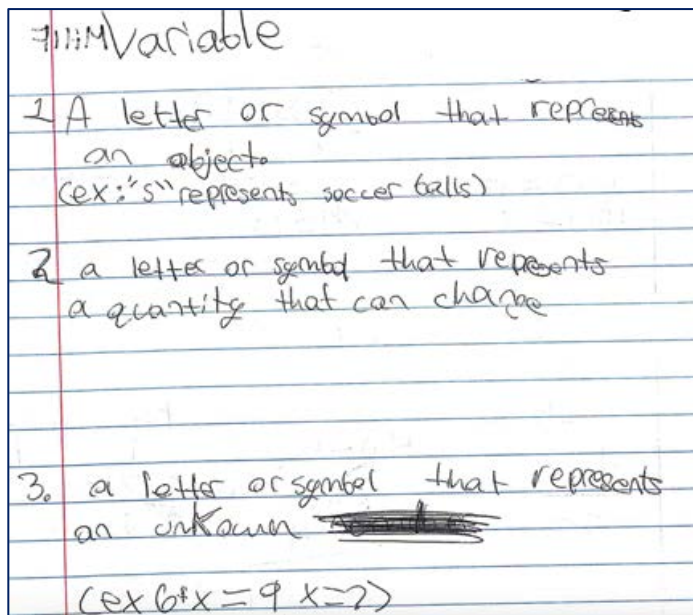 Variable
1 A letter or symbol that represents
an object.
(ex: "s" represents soccer balls)
2 a letter or symbol that represents
a quantity that can change
3. a letter or symbol that represents
an unknown
(ex 6+x=9 x=?)